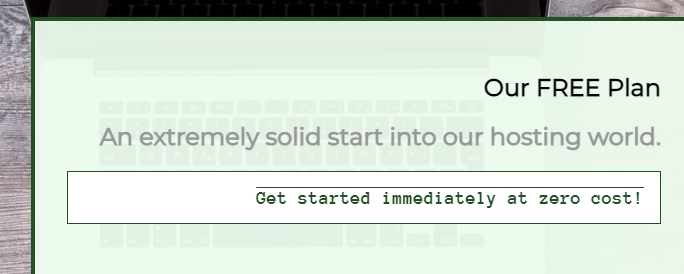 Our FREE Plan
An extremely solid start into our hosting world.
Get started immediately at zero cost!